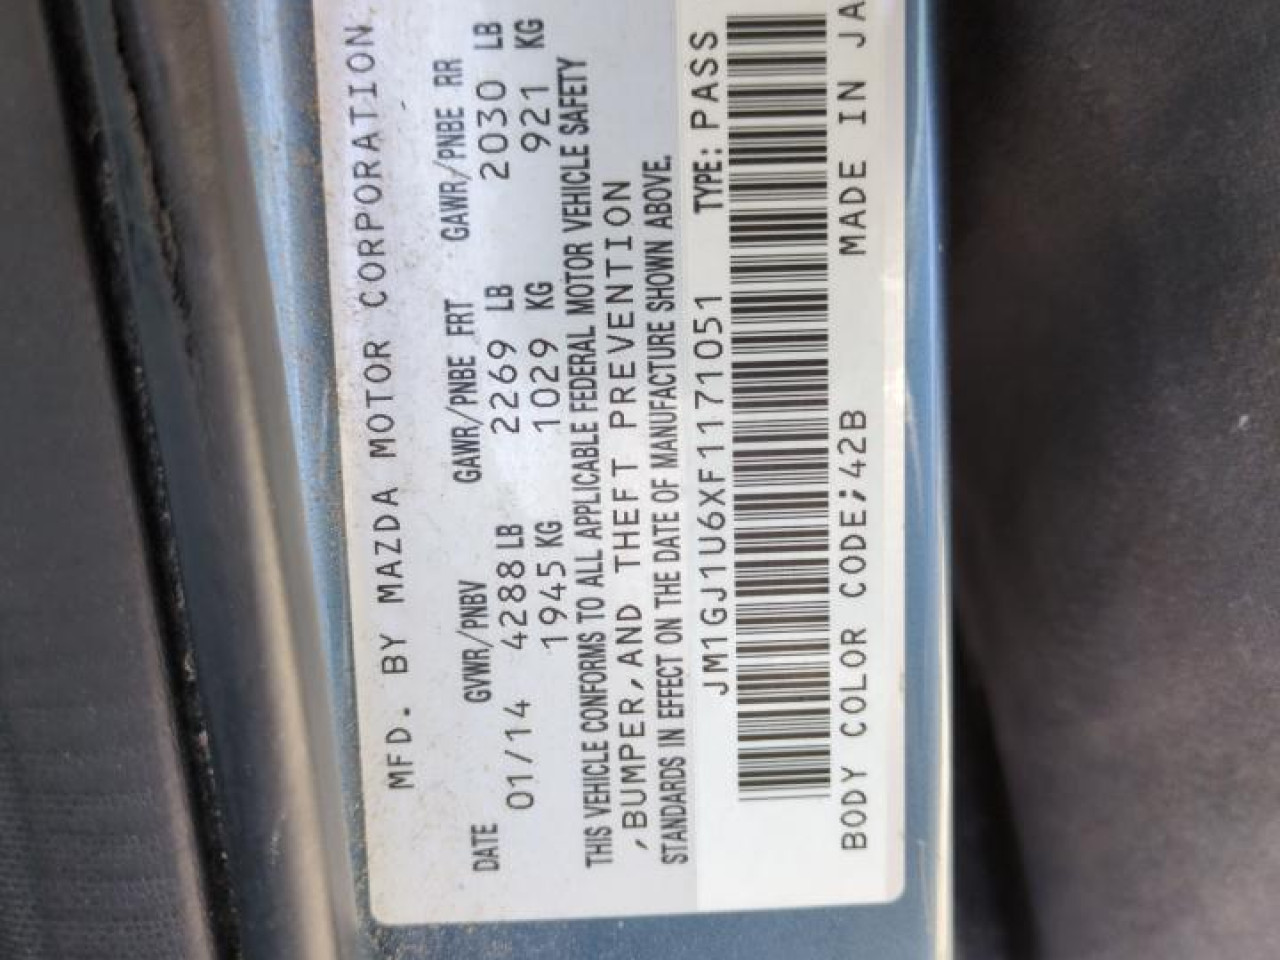 MFD. BY MAZDA MOTOR CORPORATION
DATE GVWR/PNBV GAWR/PNBE FRT GAWR/PNBE RR
01/14 4288 LB 2269 LB 2030 LB
1945 KG 1029 KG 921 KG
THIS VEHICLE CONFORMS TO ALL APPLICABLE FEDERAL MOTOR VEHICLE SAFETY
,BUMPER,AND THEFT PREVENTION
STANDARDS IN EFFECT ON THE DATE OF MANUFACTURE SHOWN ABOVE.
JM1GJ1U6XF1171051 TYPE: PASS
BODY COLOR CODE;42B MADE IN JA